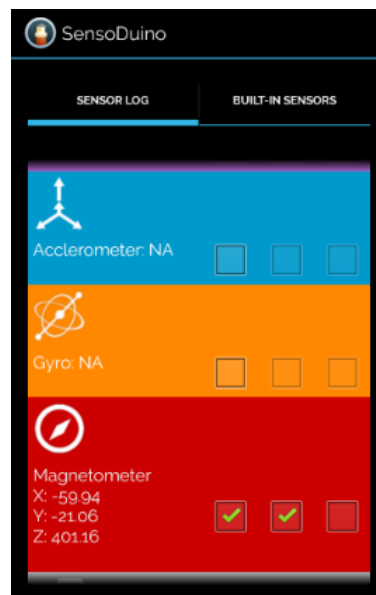 SensoDuino
SENSOR LOG
BUILT-IN SENSORS
Acclerometer: NA
Gyro: NA
Magnetometer
X: -59.94
Y: -21.06
Z: 401.16